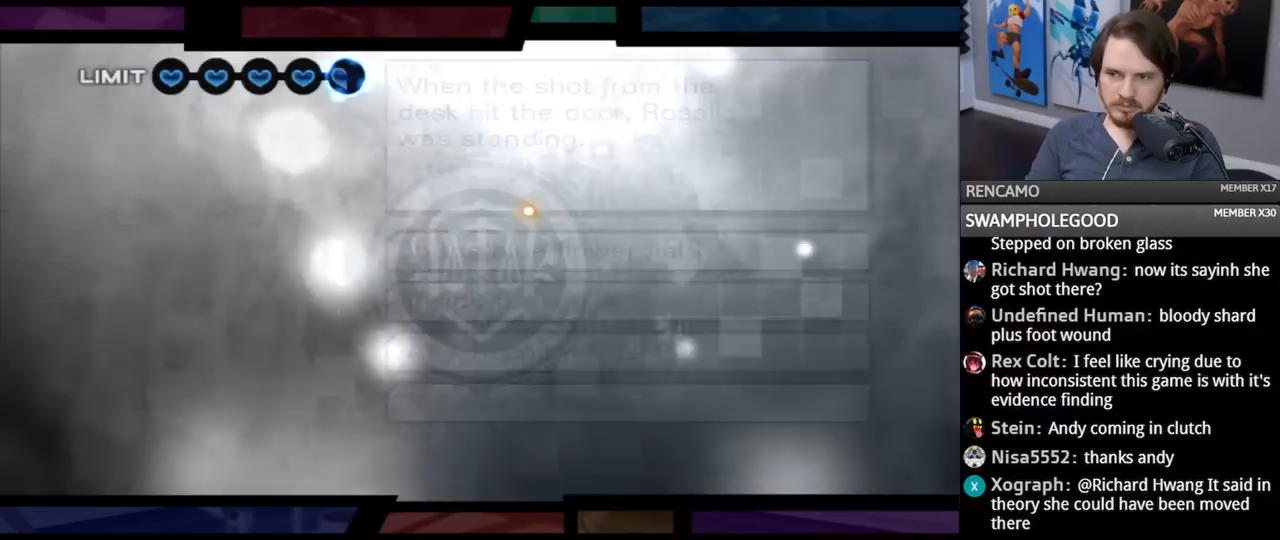 LIMIT
When the shot from the
desk hit the door, Rosalia
was standing.
RENCAMO
MEMBER X17
SWAMPHOLEGOOD
MEMBER X30
Stepped on broken glass
Richard Hwang: now its sayinh she
got shot there?
Undefined Human: bloody shard
plus foot wound
Rex Colt: I feel like crying due to
how inconsistent this game is with it's
evidence finding
Stein: Andy coming in clutch
Nisa5552: thanks andy
X
Xograph: @Richard Hwang It said in
theory she could have been moved
there